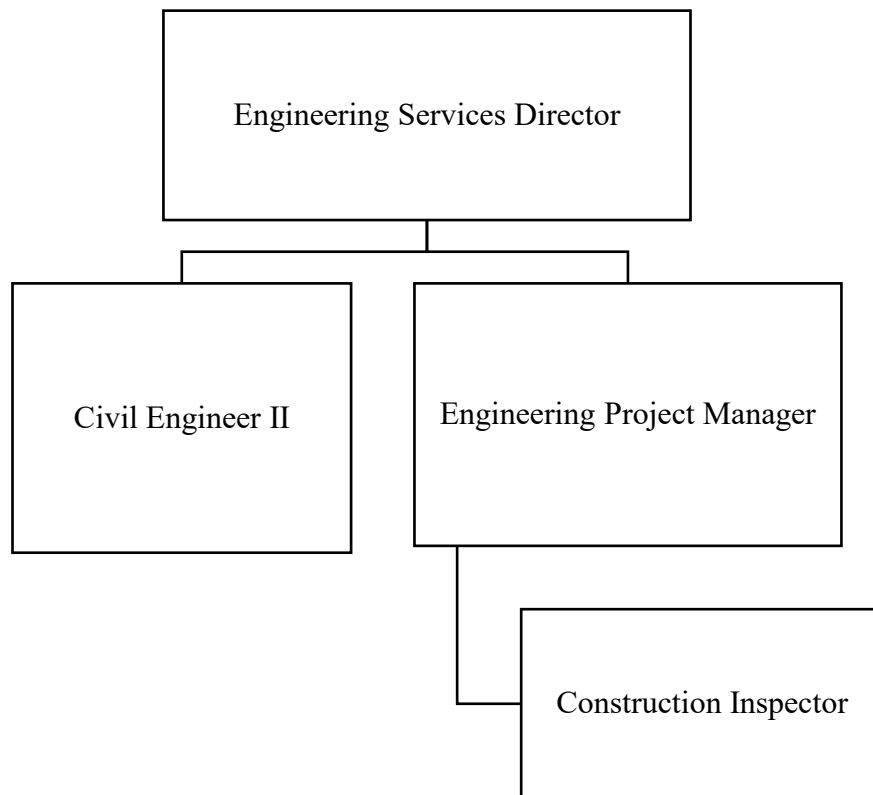 Engineering Services Director
Civil Engineer II
Engineering Project Manager
Construction Inspector